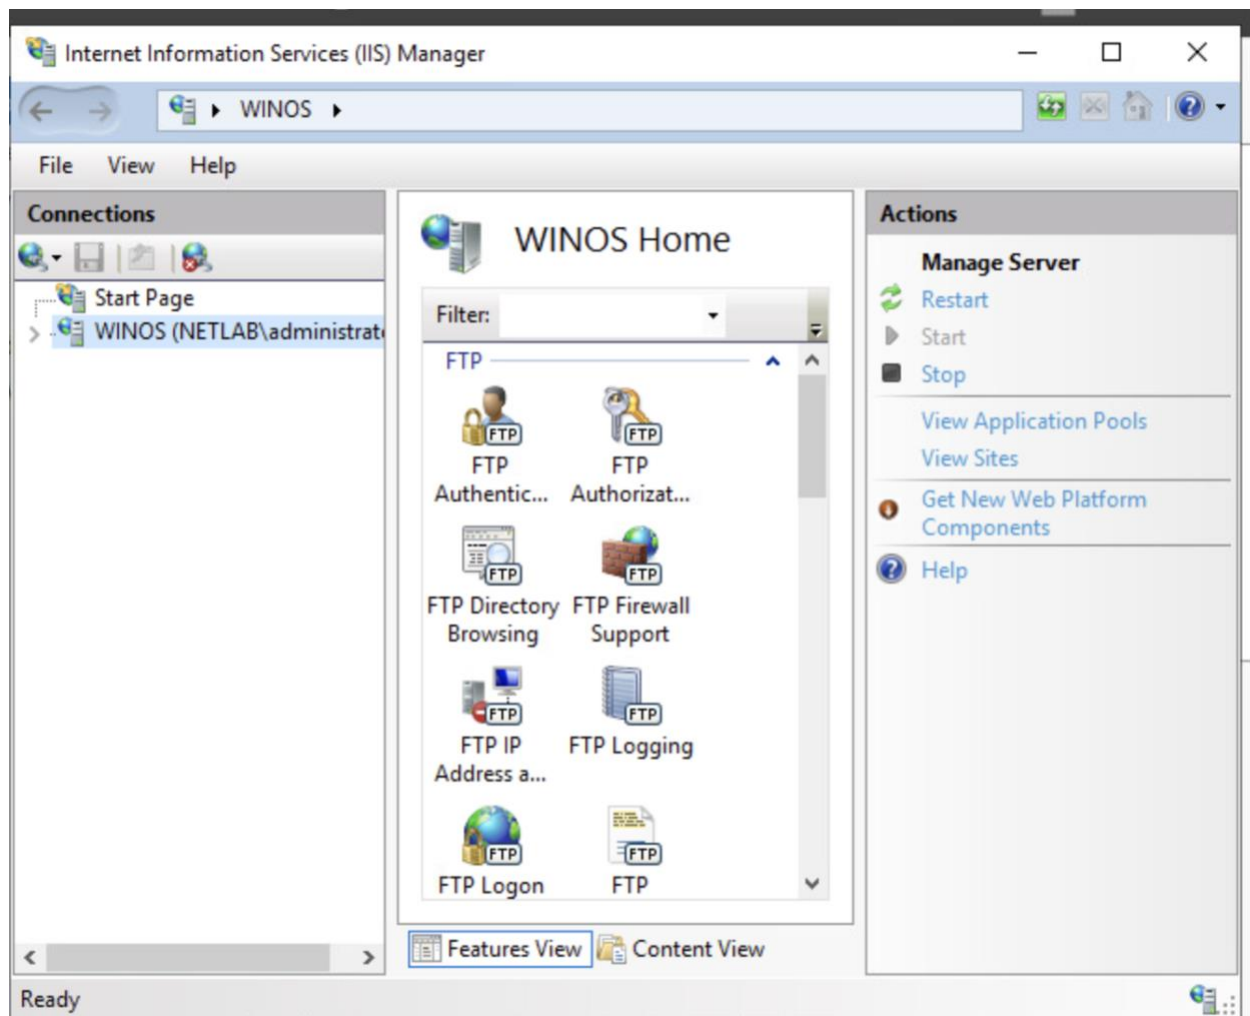 Internet Information Services (IIS) Manager
WINOS
File View Help
Connections
Start Page
WINOS (NETLAB\administrat
WINOS Home
Filter:
FTP
FTP
FTP
FTP
Authentic...
FTP
Authorizat...
FTP
FTP
FTP Directory
Browsing
FTP Firewall
Support
FTP
FTP
FTP IP
Address a...
FTP Logging
FTP
FTP
FTP Logon
FTP
Features View
Content View
Actions
Manage Server
Restart
Start
Stop
View Application Pools
View Sites
Get New Web Platform
Components
Help
Ready